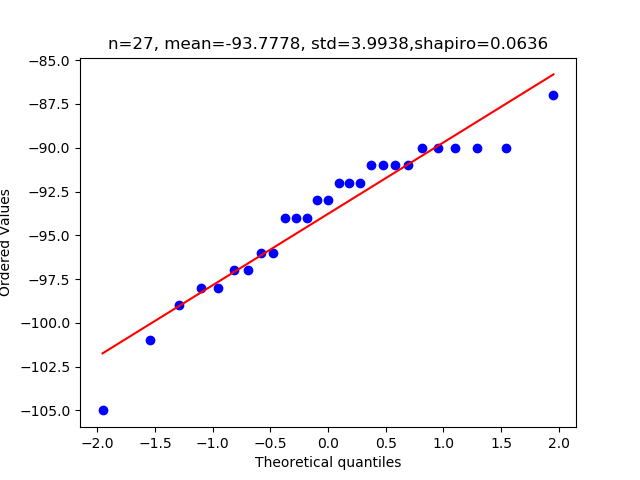 n=27, mean=-93.7778, std=3.9938,shapiro=0.0636
−85.0
−87.5
−90.0
−92.5
−95.0
−97.5
−100.0
−102.5
−105.0
Ordered Values
−2.0 −1.5 −1.0 −0.5 0.0 0.5 1.0 1.5 2.0
Theoretical quantiles